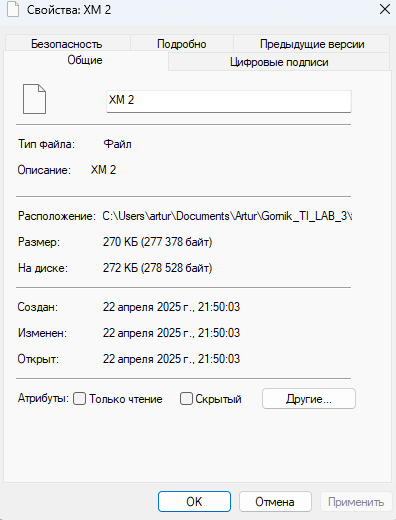 Свойства: XM 2
Безопасность Подробно Предыдущие версии
Общие Цифровые подписи
XM 2
Тип файла: Файл
Описание: XM 2
Расположение: C:\Users\artur\Documents\Artur\Gornik_TI_LAB_3\
Размер: 270 КБ (277 378 байт)
На диске: 272 КБ (278 528 байт)
Создан: 22 апреля 2025 г., 21:50:03
Изменен: 22 апреля 2025 г., 21:50:03
Открыт: 22 апреля 2025 г., 21:50:03
Атрибуты: Только чтение Скрытый Другие...
OK Отмена Применить